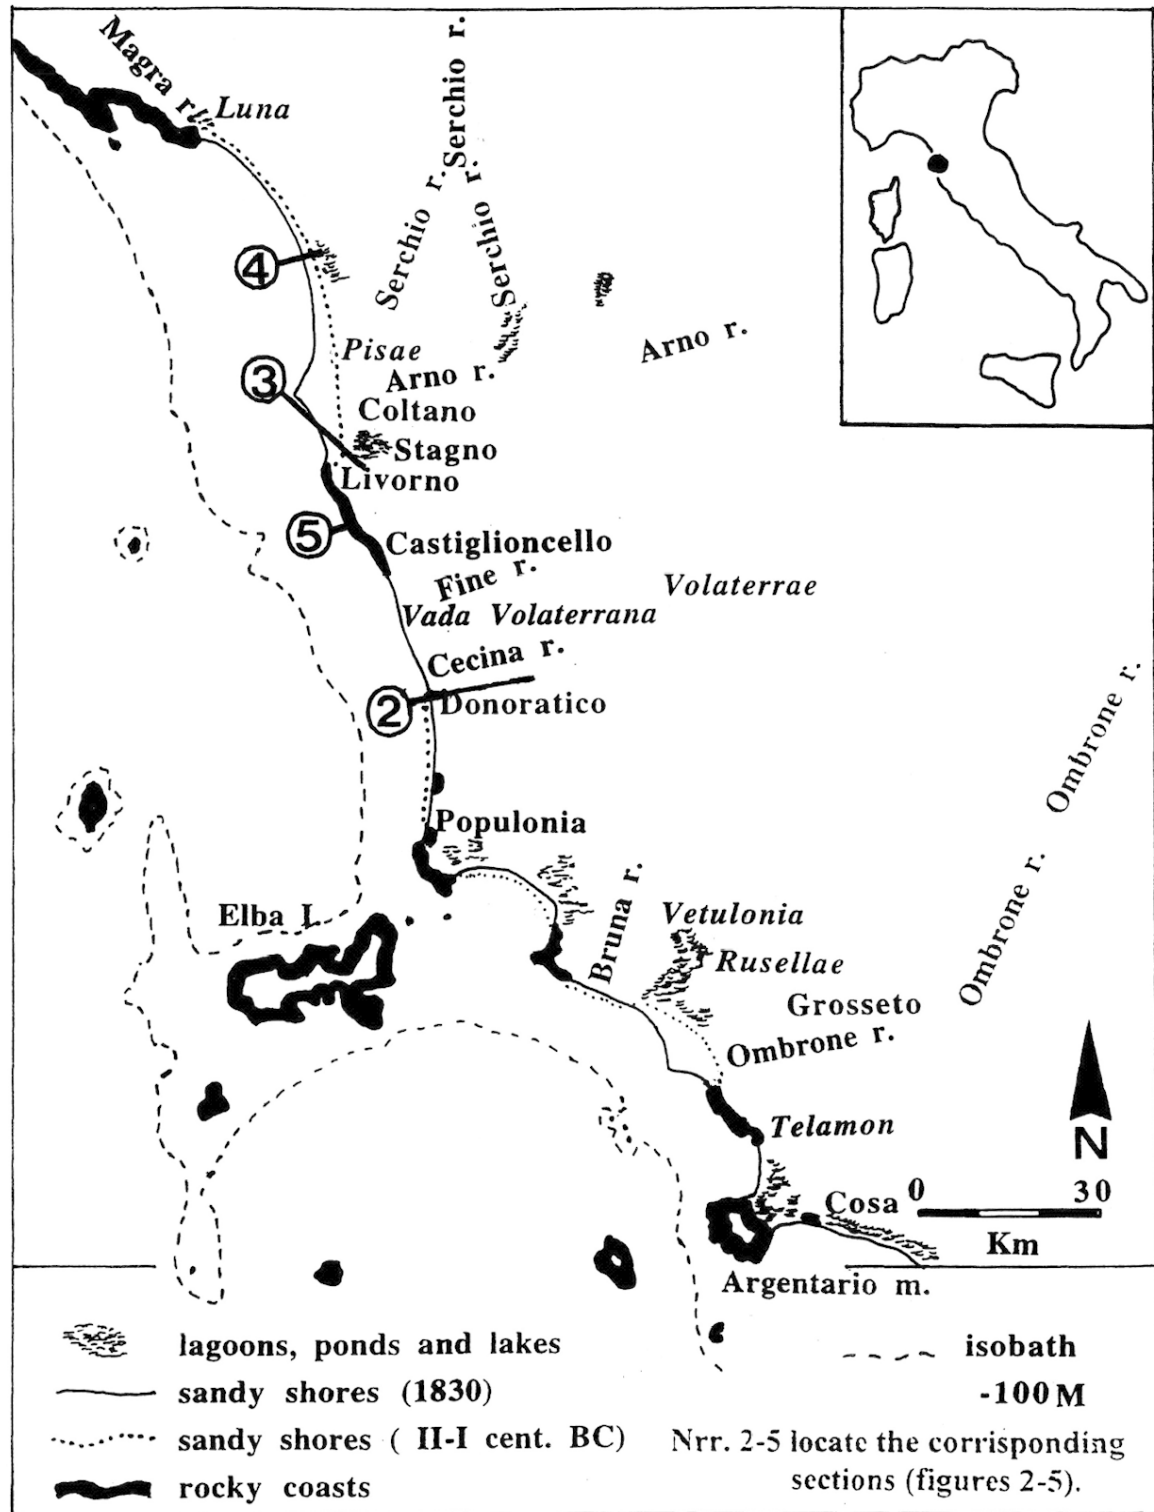 Magra r.
Luna
Serchio r.
Serchio r.
Serchio r.
Serchio r.
4
Arno r.
Pisae
Arno r.
3
Coltano
Stagno
Livorno
5
Castiglioncello
Fine r.
Volaterrae
Vada Volaterrana
Cecina r.
2
Donoratico
Ombrone r.
Populonia
Elba I.
Bruna r.
Vetulonia
Rusellae
Ombrone r.
Grosseto
Ombrone r.
Telamon
N
Cosa
0 30
Km
Argentario m.
lagoons, ponds and lakes
isobath
sandy shores (1830)
-100 M
sandy shores ( II-I cent. BC)
Nrr. 2-5 locate the corrisponding
sections (figures 2-5).
rocky coasts